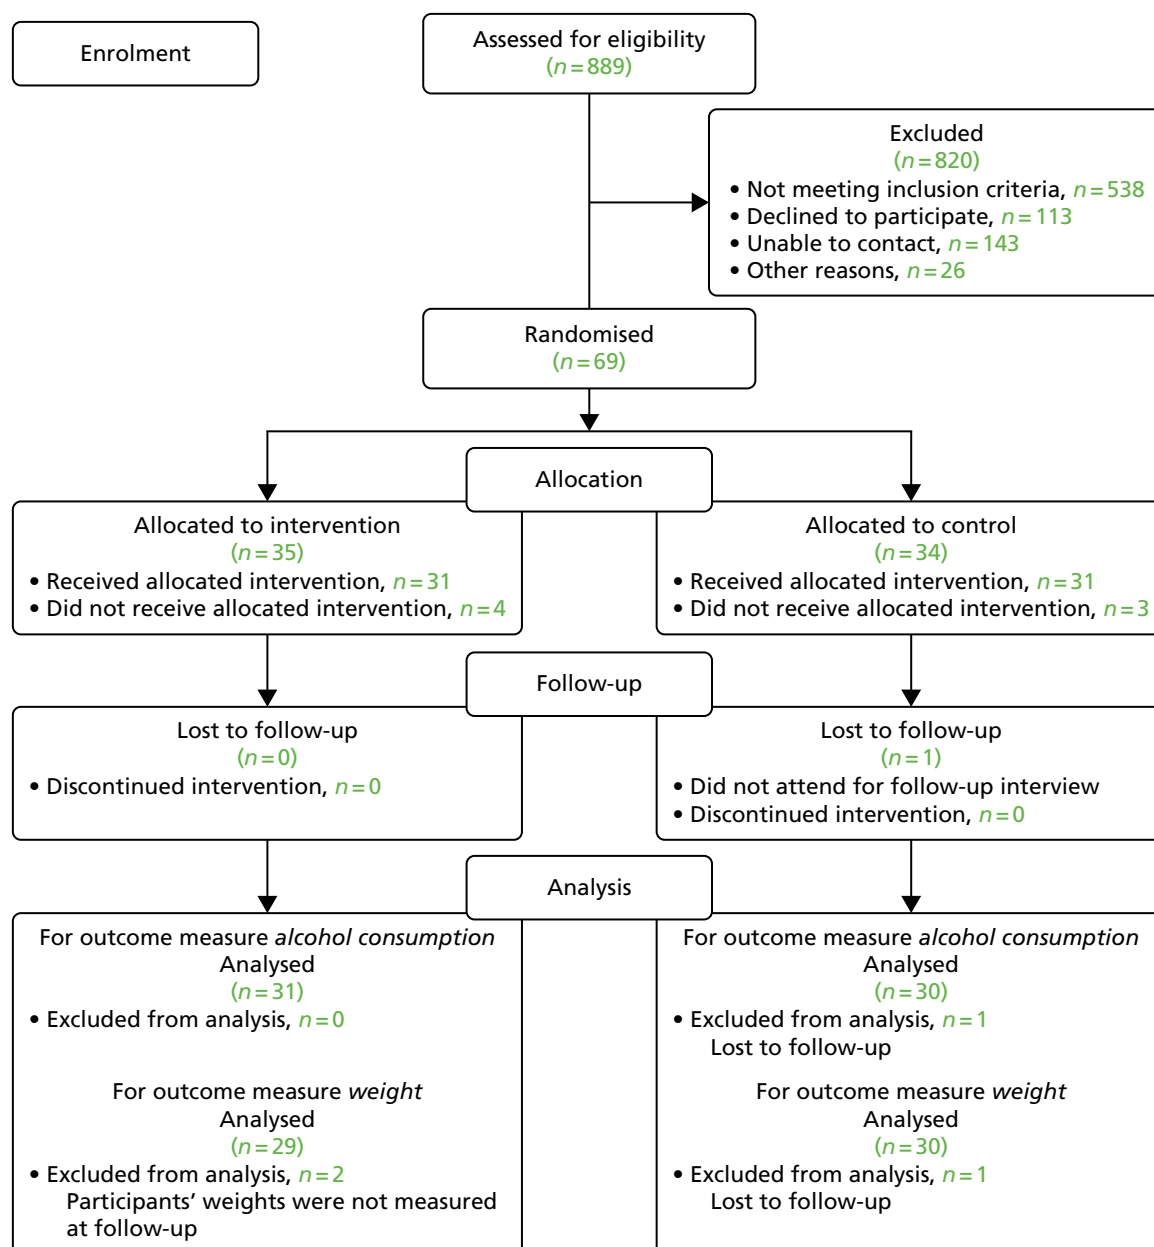 Enrolment
Assessed for eligibility
(n=889)
Excluded
(n=820)
• Not meeting inclusion criteria, n=538
• Declined to participate, n=113
• Unable to contact, n=143
• Other reasons, n=26
Randomised
(n=69)
Allocation
Allocated to intervention
(n=35)
• Received allocated intervention, n=31
• Did not receive allocated intervention, n=4
Allocated to control
(n=34)
• Received allocated intervention, n=31
• Did not receive allocated intervention, n=3
Follow-up
Lost to follow-up
(n=0)
• Discontinued intervention, n=0
Lost to follow-up
(n=1)
• Did not attend for follow-up interview
• Discontinued intervention, n=0
Analysis
For outcome measure alcohol consumption
Analysed
(n=31)
• Excluded from analysis, n=0
For outcome measure weight
Analysed
(n=29)
• Excluded from analysis, n=2
Participants’ weights were not measured
at follow-up
For outcome measure alcohol consumption
Analysed
(n=30)
• Excluded from analysis, n=1
Lost to follow-up
For outcome measure weight
Analysed
(n=30)
• Excluded from analysis, n=1
Lost to follow-up